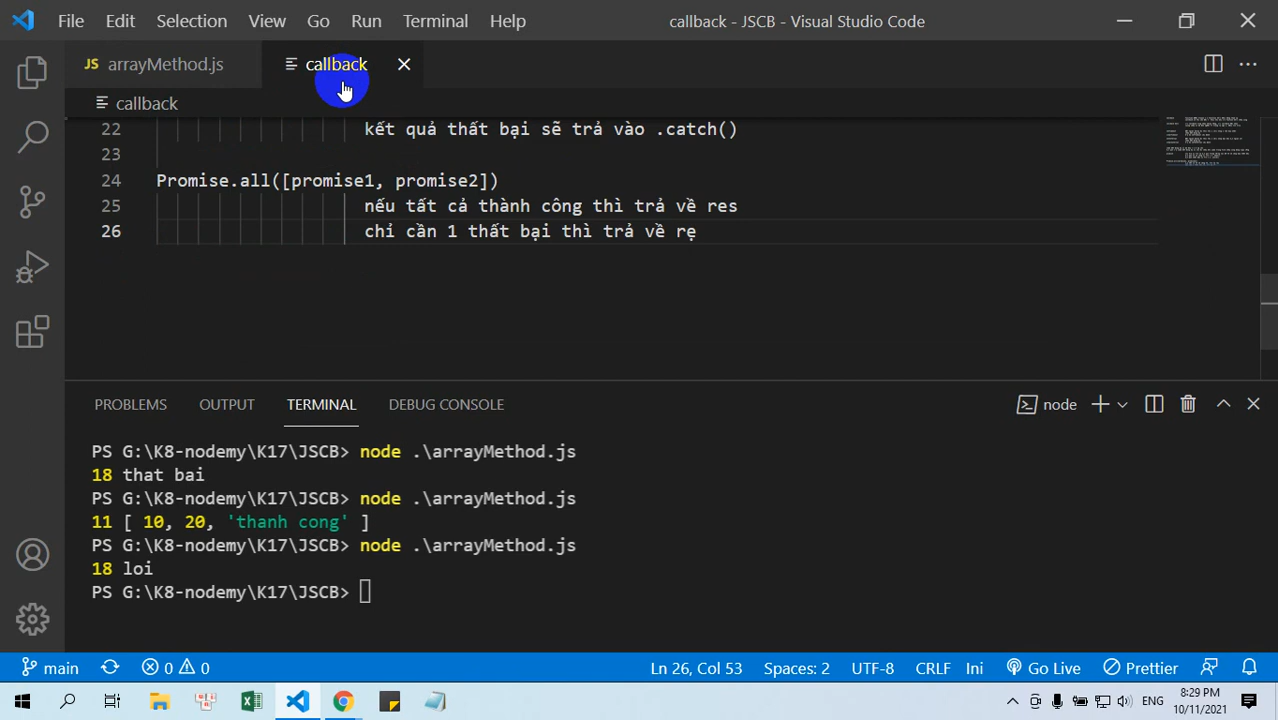 File Edit Selection View Go Run Terminal Help callback - JSCB - Visual Studio Code
JS arrayMethod.js callback
callback
22 kết quả thất bại sẽ trả vào .catch()
23
24 Promise.all([promise1, promise2])
25 nếu tất cả thành công thì trả về res
26 chỉ cần 1 thất bại thì trả về rẹ
PROBLEMS OUTPUT TERMINAL DEBUG CONSOLE node
PS G:\K8-nodemy\K17\JSCB> node .\arrayMethod.js
18 that bai
PS G:\K8-nodemy\K17\JSCB> node .\arrayMethod.js
11 [ 10, 20, 'thanh cong' ]
PS G:\K8-nodemy\K17\JSCB> node .\arrayMethod.js
18 loi
PS G:\K8-nodemy\K17\JSCB>
main 0 0 Ln 26, Col 53 Spaces: 2 UTF-8 CRLF Ini Go Live Prettier
ENG 8:29 PM
10/11/2021